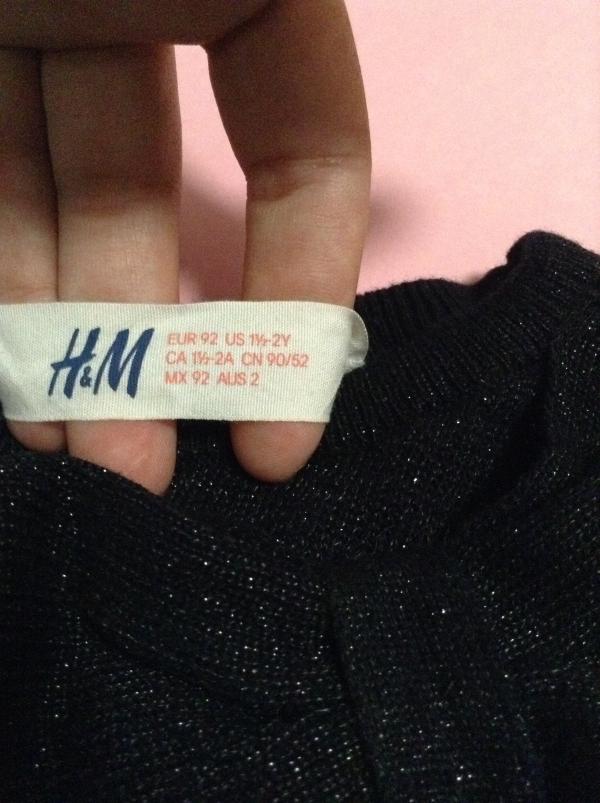 H&M
EUR 92 US 1½-2Y
CA 1½-2A CN 90/52
MX 92 AUS 2